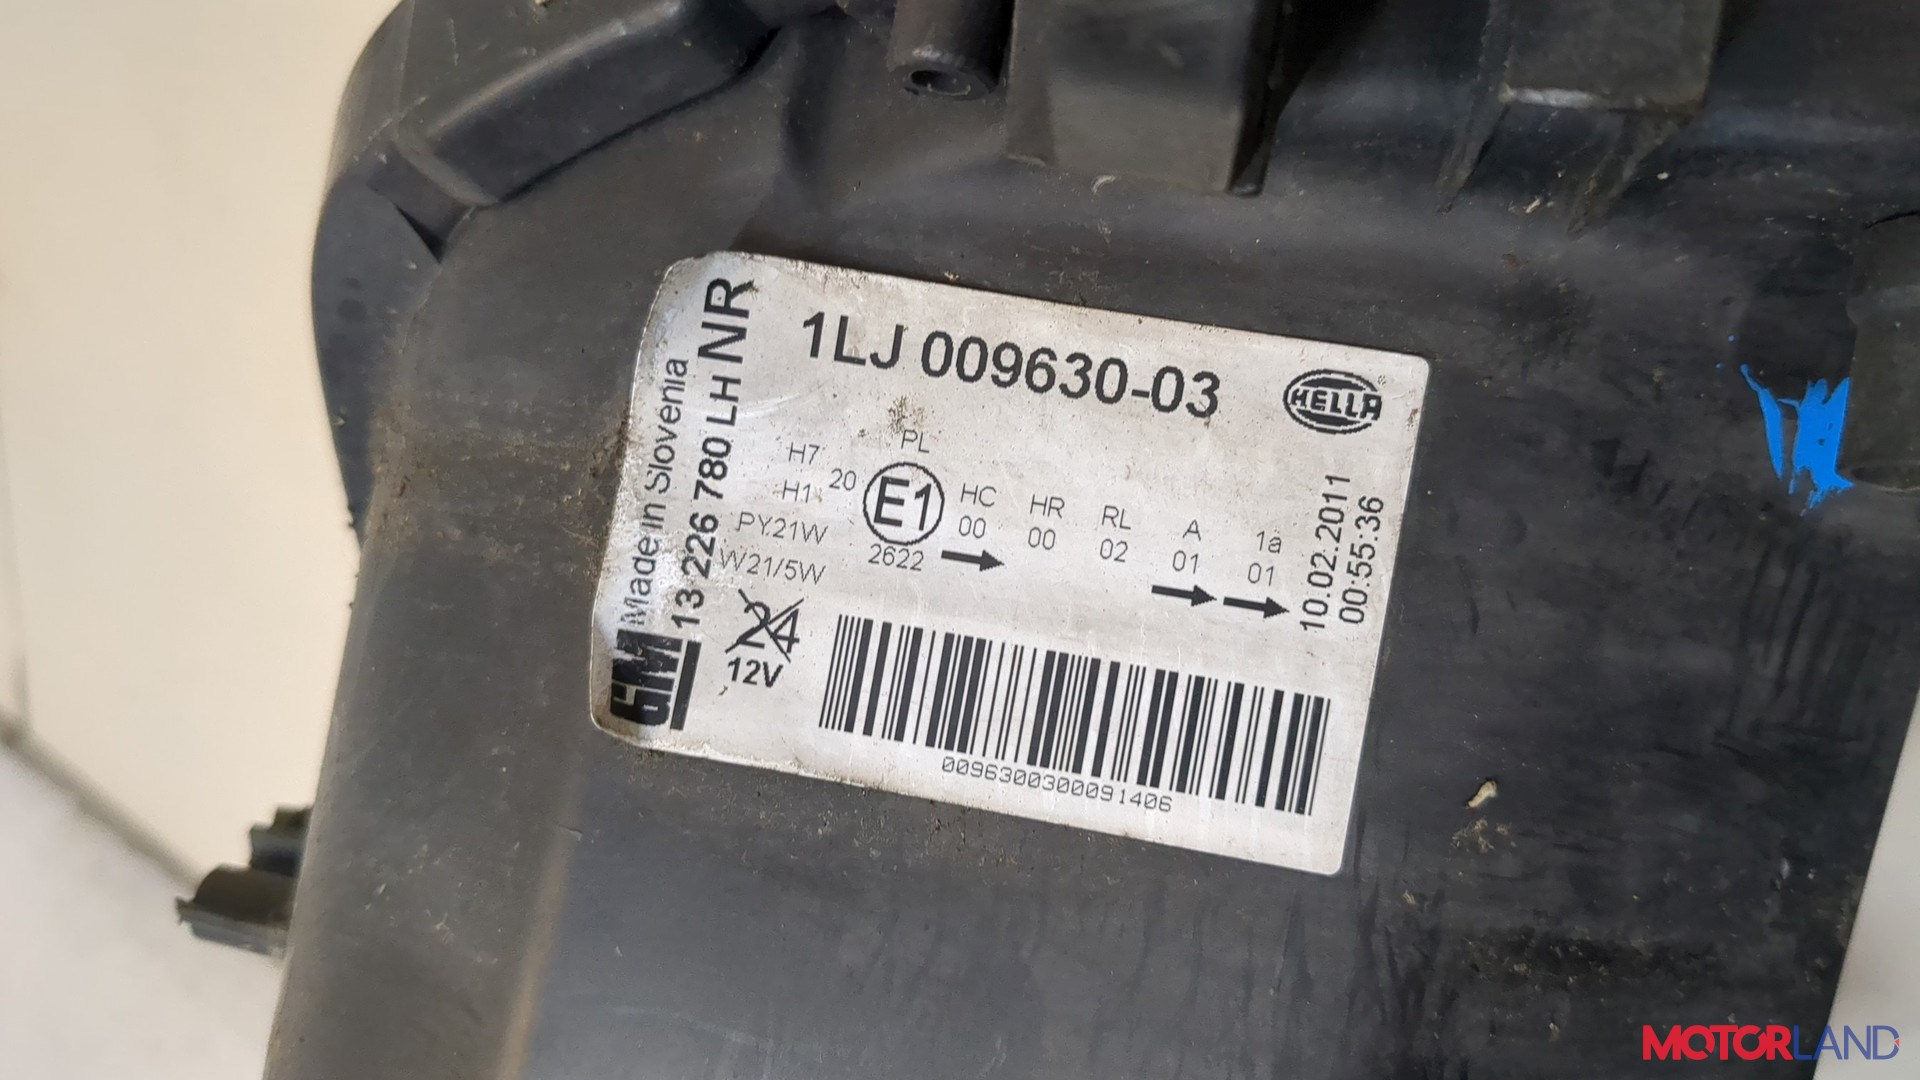 1LJ 009630-03
HELLA
Made in Slovenia
13 226 780 LH NR
GM
H7
H1
PY21W
W21/5W
20
PL
E1
2622
HC
00
HR
00
RL
02
A
01
1a
01
10.02.2011
00:55:36
24
12V
0096300300091406
MOTORLAND